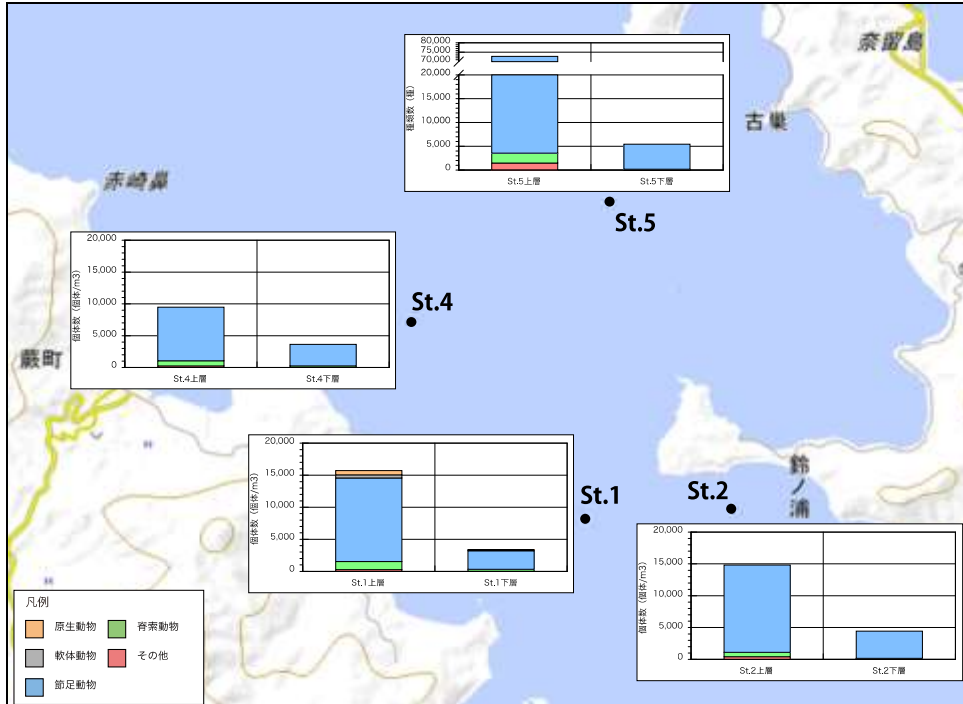 奈留島
古巣
赤崎鼻
80,000
75,000
70,000
20,000
15,000
10,000
5,000
0
種類数（種）
St.5上層
St.5下層
St.5
20,000
15,000
10,000
5,000
0
個体数（個体/m3）
St.4上層
St.4下層
St.4
蕨町
20,000
15,000
10,000
5,000
0
個体数（個体/m3）
St.1上層
St.1下層
St.1
St.2
鈴ノ浦
20,000
15,000
10,000
5,000
0
個体数（個体/m3）
St.2上層
St.2下層
凡例
原生動物
脊索動物
軟体動物
その他
節足動物